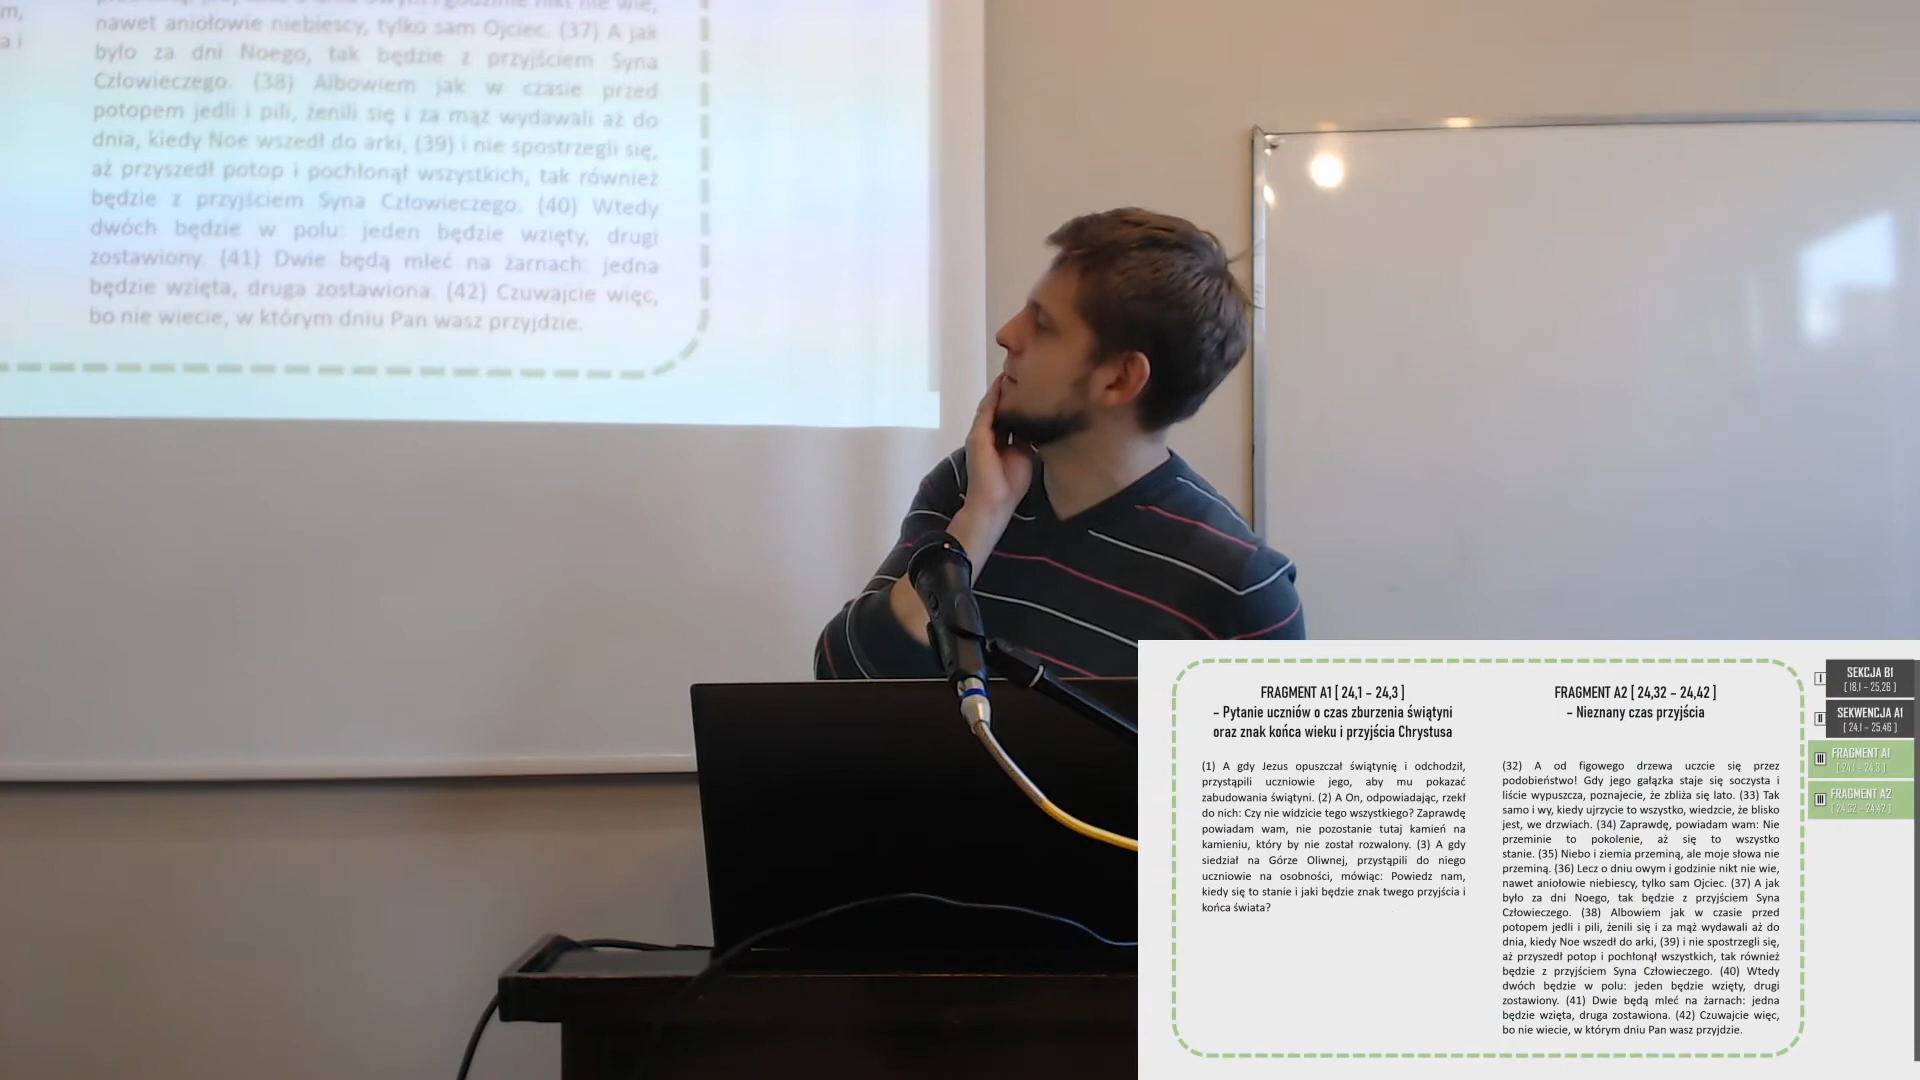 nawet aniołowie niebiescy, tylko sam Ojciec. (37) A jak
było za dni Noego, tak będzie z przyjściem Syna
Człowieczego. (38) Albowiem jak w czasie przed
potopem jedli i pili, żenili się i za mąż wydawali aż do
dnia, kiedy Noe wszedł do arki, (39) i nie spostrzegli się,
aż przyszedł potop i pochłonął wszystkich, tak również
będzie z przyjściem Syna Człowieczego. (40) Wtedy
dwóch będzie w polu: jeden będzie wzięty, drugi
zostawiony. (41) Dwie będą mleć na żarnach: jedna
będzie wzięta, druga zostawiona. (42) Czuwajcie więc,
bo nie wiecie, w którym dniu Pan wasz przyjdzie.
FRAGMENT A1 [ 24,1 – 24,3 ]
– Pytanie uczniów o czas zburzenia świątyni
oraz znak końca wieku i przyjścia Chrystusa
(1) A gdy Jezus opuszczał świątynię i odchodził,
przystąpili uczniowie jego, aby mu pokazać
zabudowania świątyni. (2) A On, odpowiadając, rzekł
do nich: Czy nie widzicie tego wszystkiego? Zaprawdę
powiadam wam, nie pozostanie tutaj kamień na
kamieniu, który by nie został rozwalony. (3) A gdy
siedział na Górze Oliwnej, przystąpili do niego
uczniowie na osobności, mówiąc: Powiedz nam,
kiedy się to stanie i jaki będzie znak twego przyjścia i
końca świata?
FRAGMENT A2 [ 24,32 – 24,42 ]
– Nieznany czas przyjścia
(32) A od figowego drzewa uczcie się przez
podobieństwo! Gdy jego gałązka staje się soczysta i
liście wypuszcza, poznajecie, że zbliża się lato. (33) Tak
samo i wy, kiedy ujrzycie to wszystko, wiedzcie, że blisko
jest, we drzwiach. (34) Zaprawdę, powiadam wam: Nie
przeminie to pokolenie, aż się to wszystko
stanie. (35) Niebo i ziemia przeminą, ale moje słowa nie
przeminą. (36) Lecz o dniu owym i godzinie nikt nie wie,
nawet aniołowie niebiescy, tylko sam Ojciec. (37) A jak
było za dni Noego, tak będzie z przyjściem Syna
Człowieczego. (38) Albowiem jak w czasie przed
potopem jedli i pili, żenili się i za mąż wydawali aż do
dnia, kiedy Noe wszedł do arki, (39) i nie spostrzegli się,
aż przyszedł potop i pochłonął wszystkich, tak również
będzie z przyjściem Syna Człowieczego. (40) Wtedy
dwóch będzie w polu: jeden będzie wzięty, drugi
zostawiony. (41) Dwie będą mleć na żarnach: jedna
będzie wzięta, druga zostawiona. (42) Czuwajcie więc,
bo nie wiecie, w którym dniu Pan wasz przyjdzie.
I SEKCJA B1
[ 18,1 – 25,26 ]
II SEKWENCJA A1
[ 24,1 – 25,46 ]
III FRAGMENT A1
[ 24,1 – 24,3 ]
III FRAGMENT A2
[ 24,32 – 24,42 ]